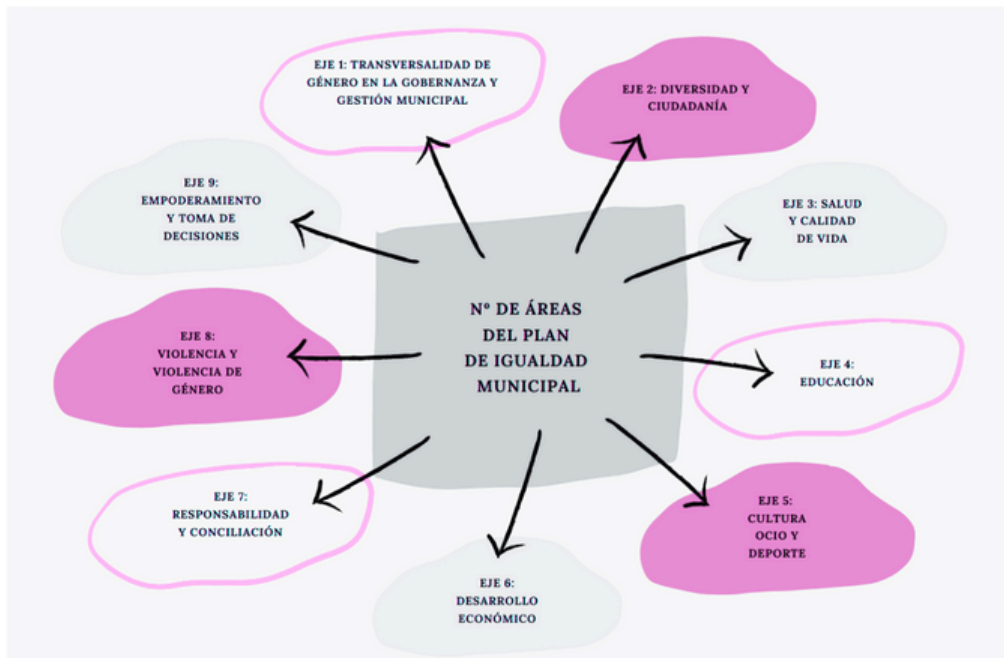 EJE 1: TRANSVERSALIDAD DE
GÉNERO EN LA GOBERNANZA Y
GESTIÓN MUNICIPAL
EJE 2: DIVERSIDAD Y
CIUDADANÍA
EJE 3: SALUD
Y CALIDAD
DE VIDA
EJE 4:
EDUCACIÓN
EJE 5:
CULTURA
OCIO Y
DEPORTE
EJE 6:
DESARROLLO
ECONÓMICO
EJE 7:
RESPONSABILIDAD
Y CONCILIACIÓN
EJE 8:
VIOLENCIA Y
VIOLENCIA DE
GÉNERO
EJE 9:
EMPODERAMIENTO
Y TOMA DE
DECISIONES
Nº DE ÁREAS
DEL PLAN
DE IGUALDAD
MUNICIPAL